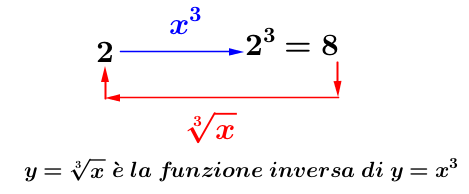 x³
2 2³ = 8
∛x
y = ∛x è la funzione inversa di y = x³